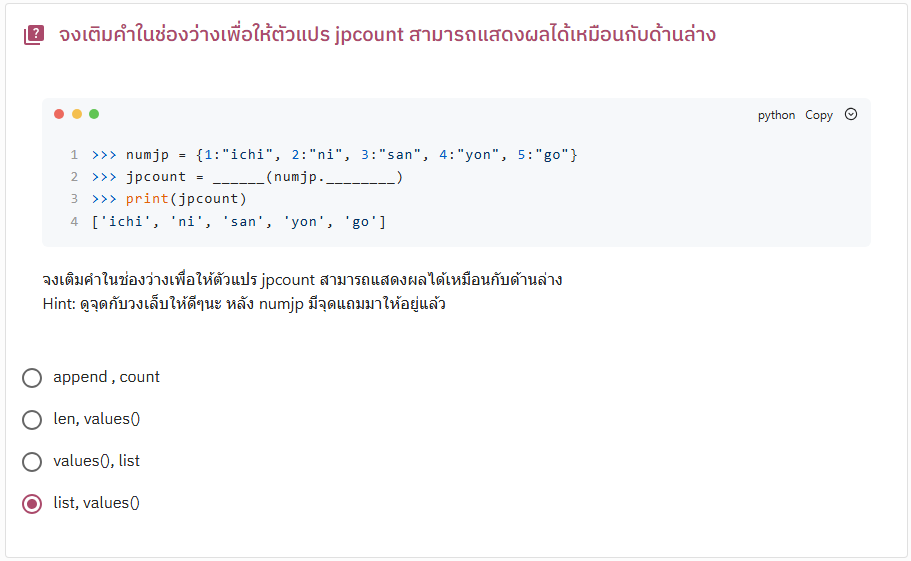 จงเติมคำในช่องว่างเพื่อให้ตัวแปร jpcount สามารถแสดงผลได้เหมือนกับด้านล่าง
python Copy
1 >>> numjp = {1:"ichi", 2:"ni", 3:"san", 4:"yon", 5:"go"}
2 >>> jpcount = ______(numjp.________)
3 >>> print(jpcount)
4 ['ichi', 'ni', 'san', 'yon', 'go']
จงเติมคำในช่องว่างเพื่อให้ตัวแปร jpcount สามารถแสดงผลได้เหมือนกับด้านล่าง
Hint: ดูจุดกับวงเล็บให้ดีๆนะ หลัง numjp มีจุดแถมมาให้อยู่แล้ว
append , count
len, values()
values(), list
list, values()